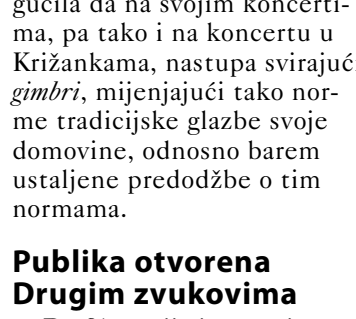 gućila da na svojim koncerti-
ma, pa tako i na koncertu u
Križankama, nastupa svirajući
gimbri, mijenjajući tako nor-
me tradicijske glazbe svoje
domovine, odnosno barem
ustaljene predodžbe o tim
normama.
Publika otvorena
Drugim zvukovima